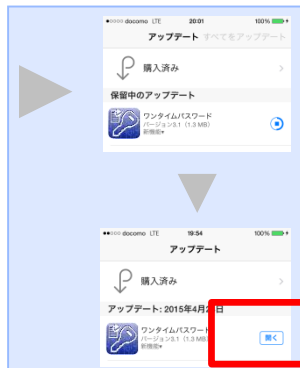 docomo LTE 20:01 100%
アップデート すべてをアップデート
購入済み
保留中のアップデート
ワンタイムパスワード
バージョン3.1（1.3 MB）
新機能▾
docomo LTE 19:54 100%
アップデート
購入済み
アップデート: 2015年4月2 日
ワンタイムパスワード
バージョン3.1（1.3 MB）
新機能▾
開く